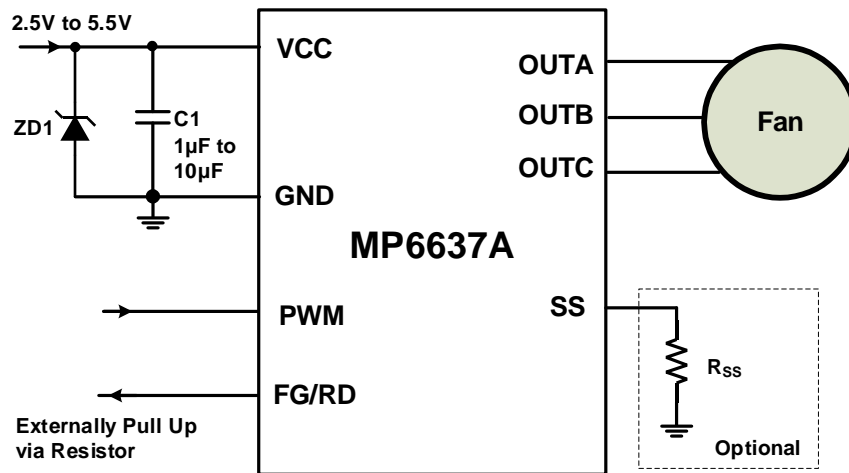 2.5V to 5.5V
VCC
ZD1
C1
1µF to
10µF
GND
OUTA
OUTB
OUTC
Fan
MP6637A
PWM
SS
RSS
FG/RD
Externally Pull Up
via Resistor
Optional